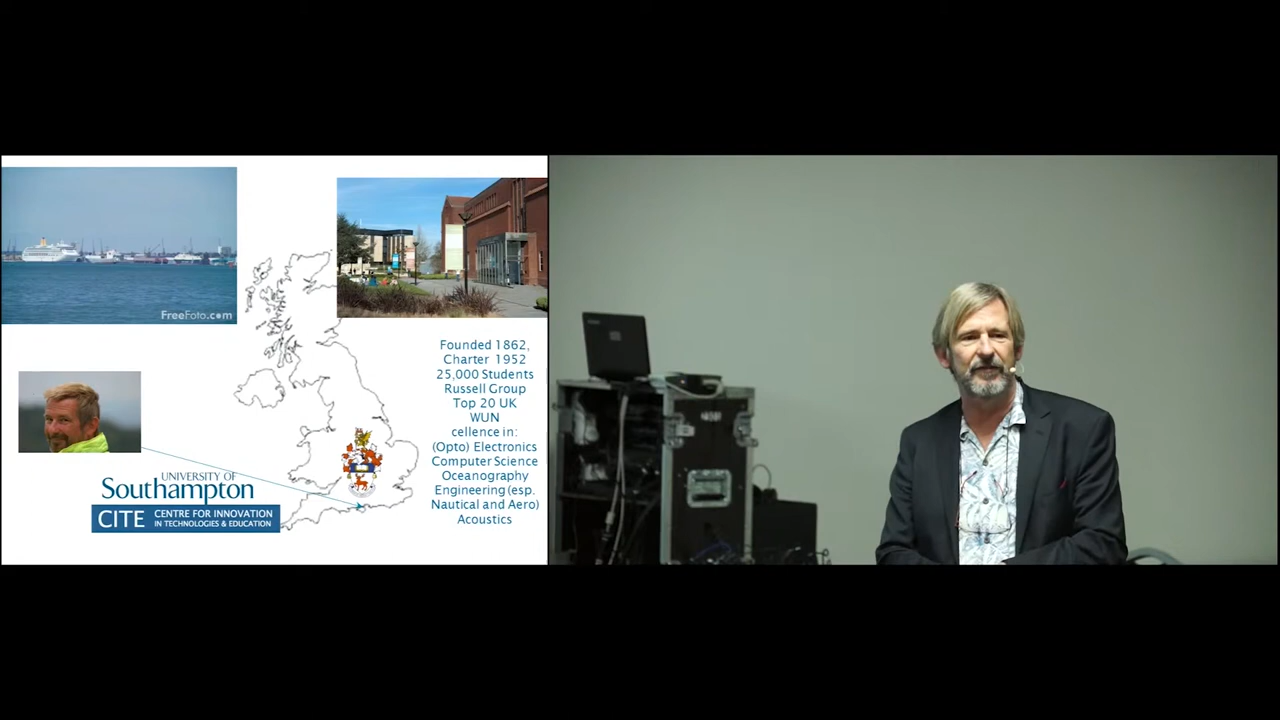 FreeFoto.com
Founded 1862,
Charter 1952
25,000 Students
Russell Group
Top 20 UK
WUN
cellence in:
(Opto) Electronics
Computer Science
Oceanography
Engineering (esp.
Nautical and Aero)
Acoustics
UNIVERSITY OF
Southampton
CITE CENTRE FOR INNOVATION
IN TECHNOLOGIES & EDUCATION